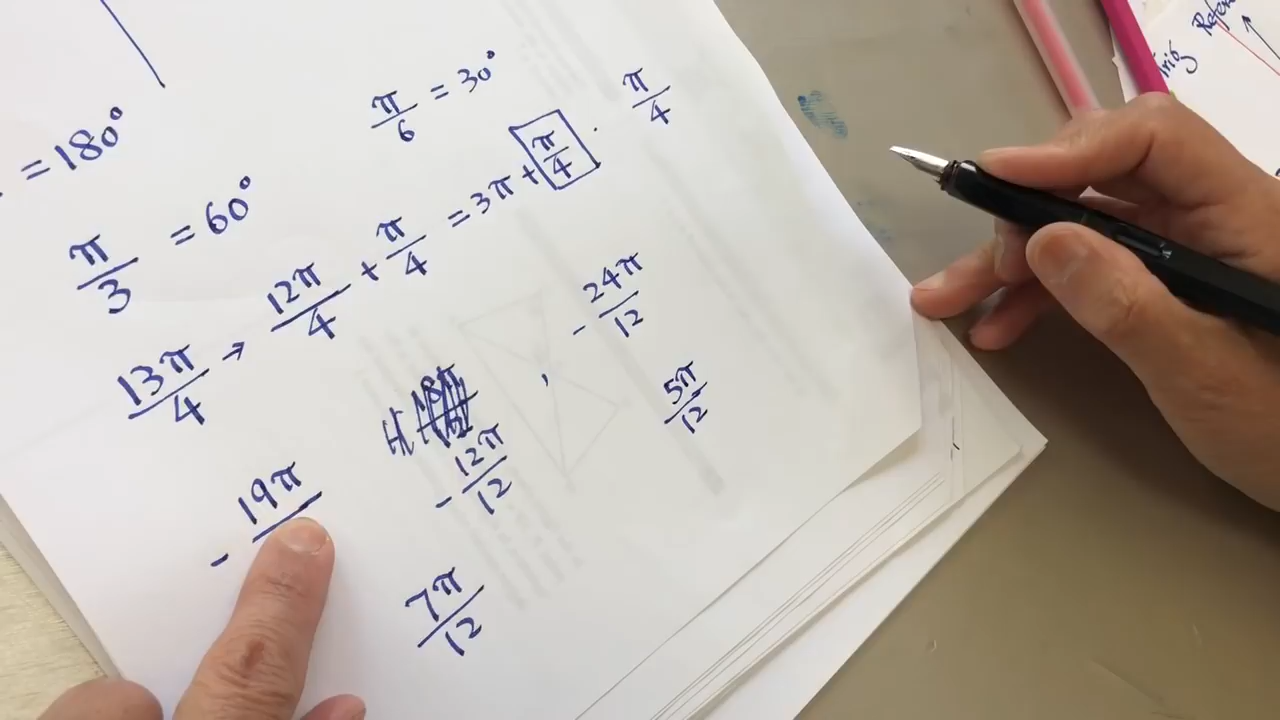 = 180°
π/6 = 30°
π/3 = 60°
13π/4 → 12π/4 + π/4 = 3π + π/4 . π/4
-12π/12 , -24π/12
-19π
7π/12
5π/12
Trig